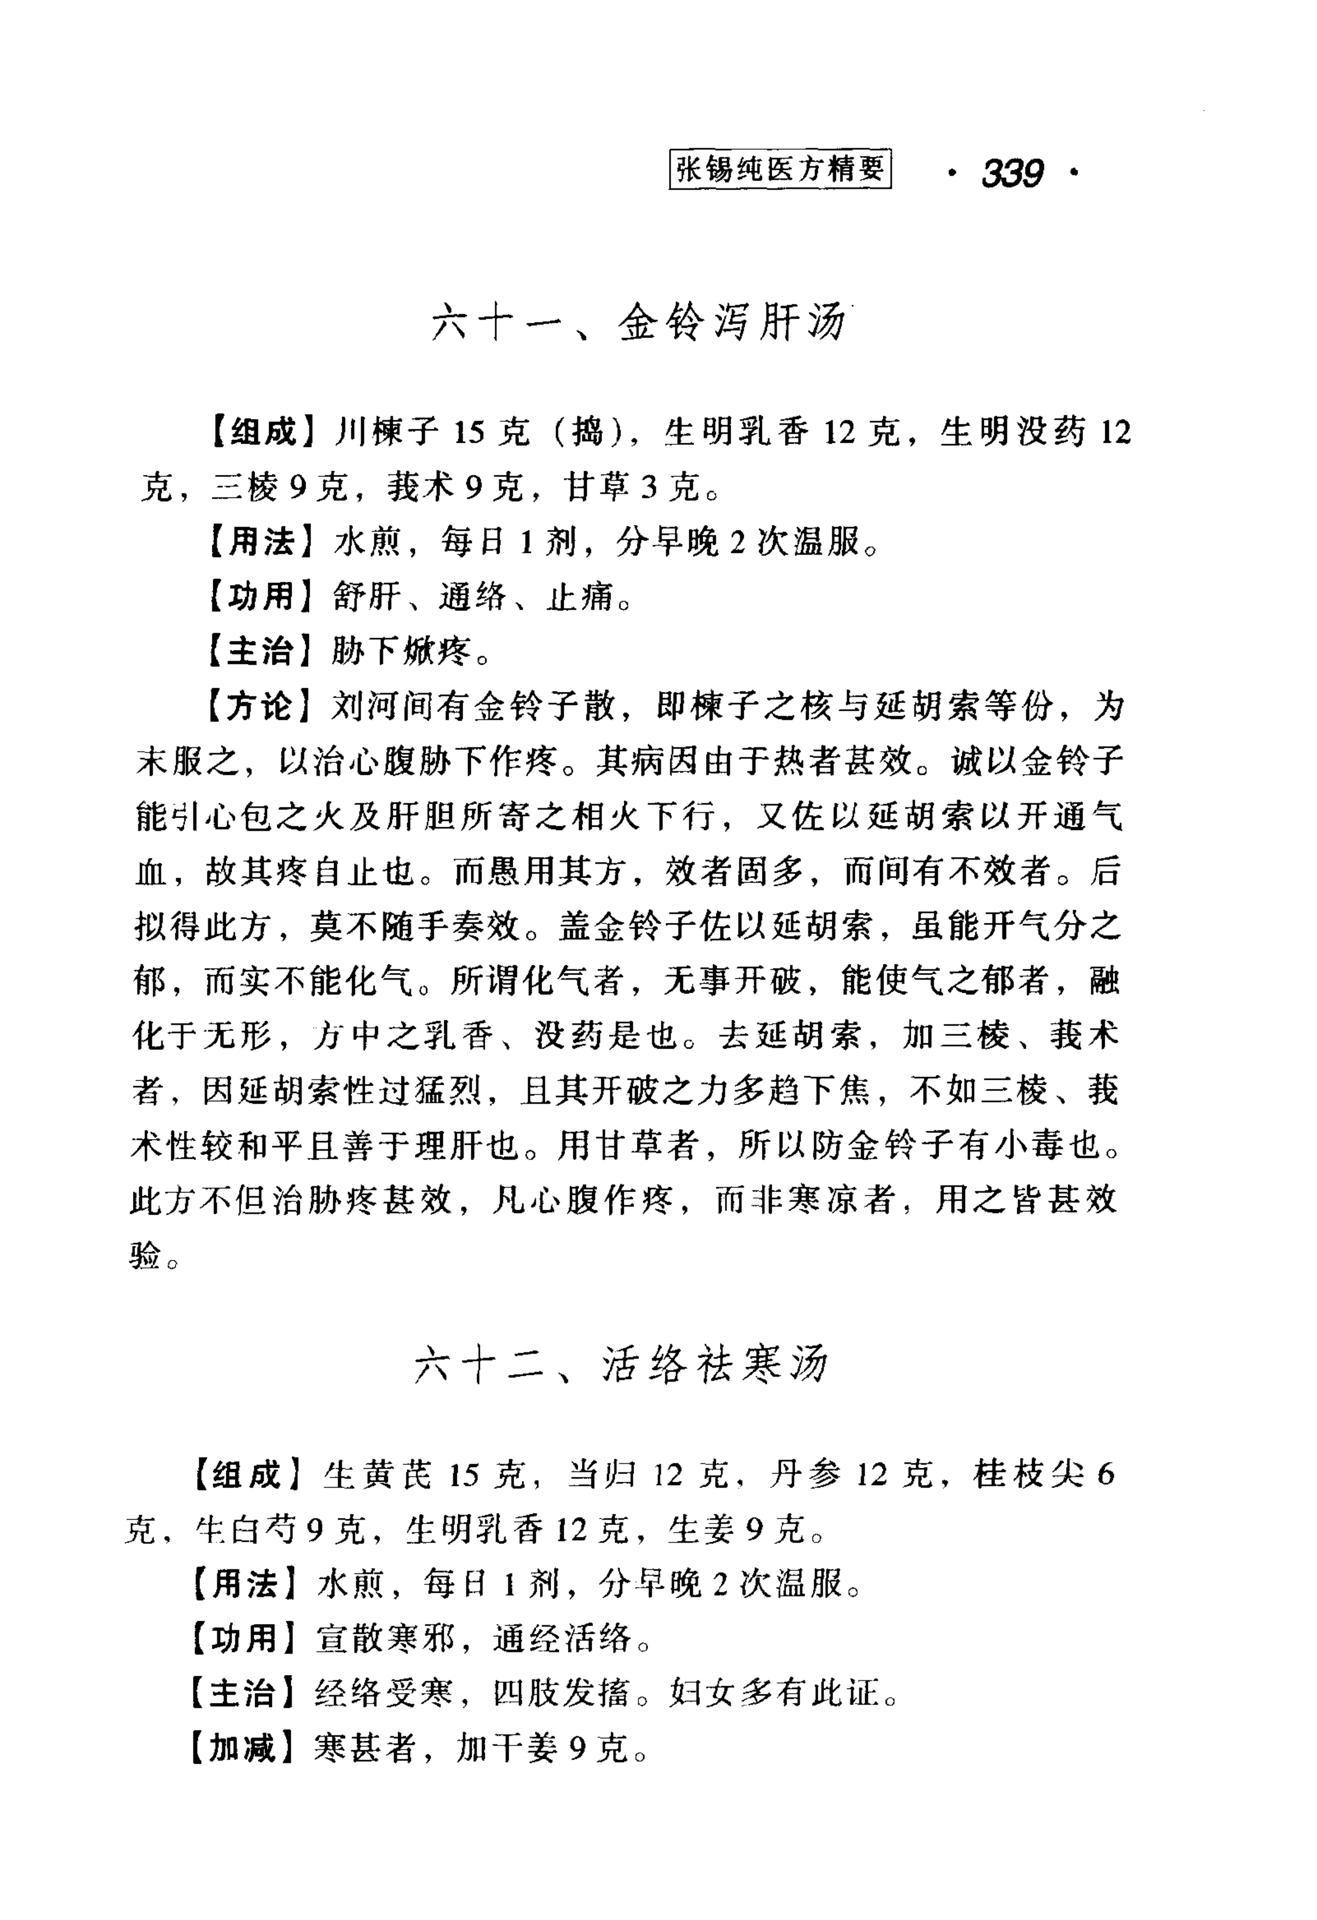 张锡纯医方精要 · 339 ·
六十一、金铃泻肝汤
【组成】川楝子 15 克（捣），生明乳香 12 克，生明没药 12
克，三棱 9 克，莪术 9 克，甘草 3 克。
【用法】水煎，每日 1 剂，分早晚 2 次温服。
【功用】舒肝、通络、止痛。
【主治】胁下焮疼。
【方论】刘河间有金铃子散，即楝子之核与延胡索等份，为
末服之，以治心腹胁下作疼。其病因由于热者甚效。诚以金铃子
能引心包之火及肝胆所寄之相火下行，又佐以延胡索以开通气
血，故其疼自止也。而愚用其方，效者固多，而间有不效者。后
拟得此方，莫不随手奏效。盖金铃子佐以延胡索，虽能开气分之
郁，而实不能化气。所谓化气者，无事开破，能使气之郁者，融
化于无形，方中之乳香、没药是也。去延胡索，加三棱、莪术
者，因延胡索性过猛烈，且其开破之力多趋下焦，不如三棱、莪
术性较和平且善于理肝也。用甘草者，所以防金铃子有小毒也。
此方不但治胁疼甚效，凡心腹作疼，而非寒凉者，用之皆甚效
验。
六十二、活络祛寒汤
【组成】生黄芪 15 克，当归 12 克，丹参 12 克，桂枝尖 6
克，生白芍 9 克，生明乳香 12 克，生姜 9 克。
【用法】水煎，每日 1 剂，分早晚 2 次温服。
【功用】宣散寒邪，通经活络。
【主治】经络受寒，四肢发搐。妇女多有此证。
【加减】寒甚者，加干姜 9 克。